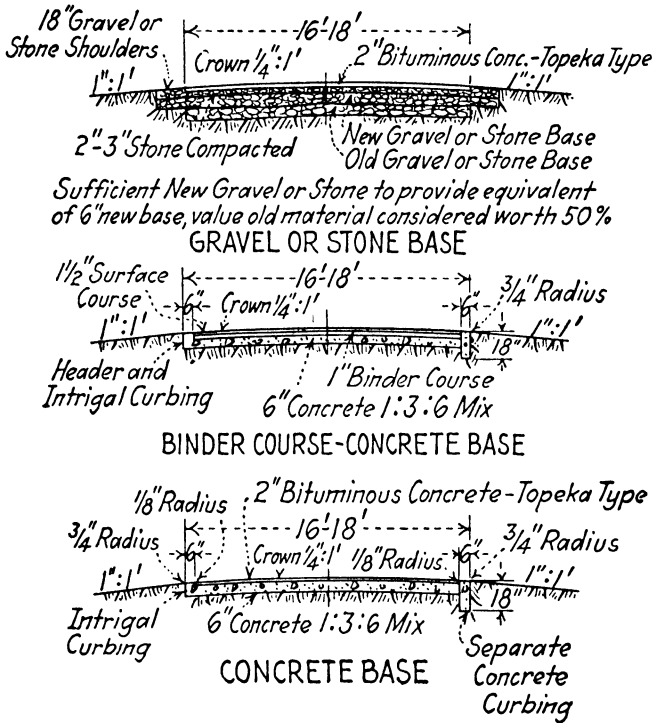 18" Gravel or
Stone Shoulders
16'-18'
Crown ¼":1'
2" Bituminous Conc.-Topeka Type
1":1'
1":1'
2"-3" Stone Compacted
New Gravel or Stone Base
Old Gravel or Stone Base
Sufficient New Gravel or Stone to provide equivalent
of 6" new base, value old material considered worth 50%
GRAVEL OR STONE BASE
1½" Surface
Course
16'-18'
6"
Crown ¼":1'
6"
¾" Radius
1":1'
1":1'
18"
Header and
Intrigal Curbing
1" Binder Course
6" Concrete 1:3:6 Mix
BINDER COURSE-CONCRETE BASE
⅛" Radius
2" Bituminous Concrete-Topeka Type
16'-18'
¾" Radius
6"
Crown ¼":1'
⅛" Radius
6"
¾" Radius
1":1'
1":1'
18"
Intrigal
Curbing
6" Concrete 1:3:6 Mix
Separate
Concrete
Curbing
CONCRETE BASE